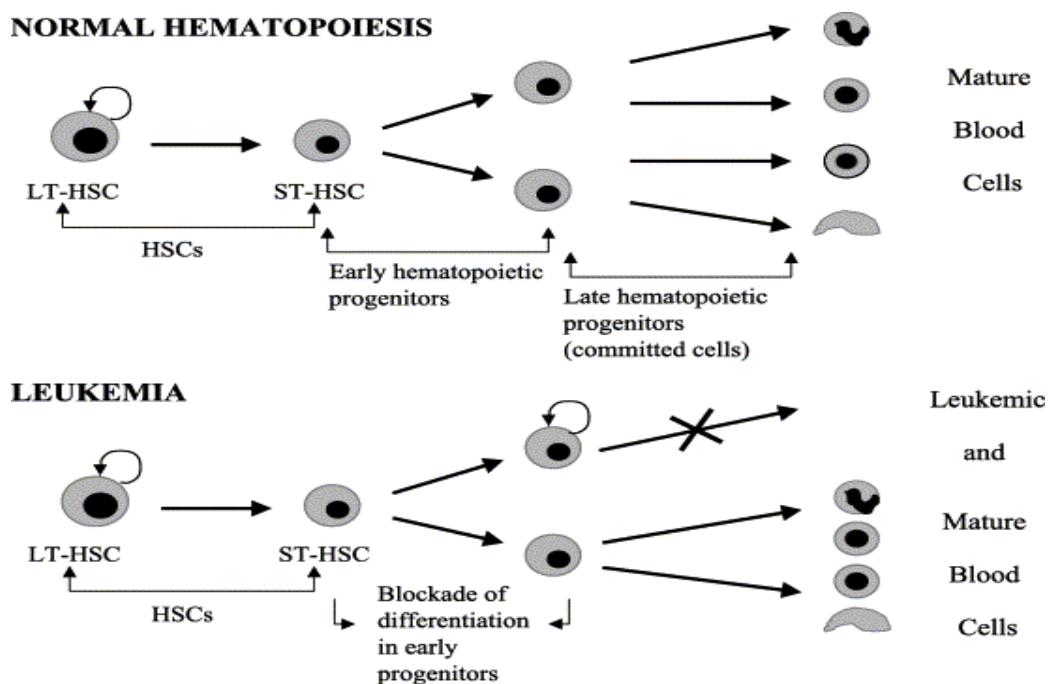 NORMAL HEMATOPOIESIS
LT-HSC
ST-HSC
HSCs
Early hematopoietic
progenitors
Late hematopoietic
progenitors
(committed cells)
Mature
Blood
Cells
LEUKEMIA
LT-HSC
ST-HSC
HSCs
Blockade of
differentiation
in early
progenitors
Leukemic
and
Mature
Blood
Cells